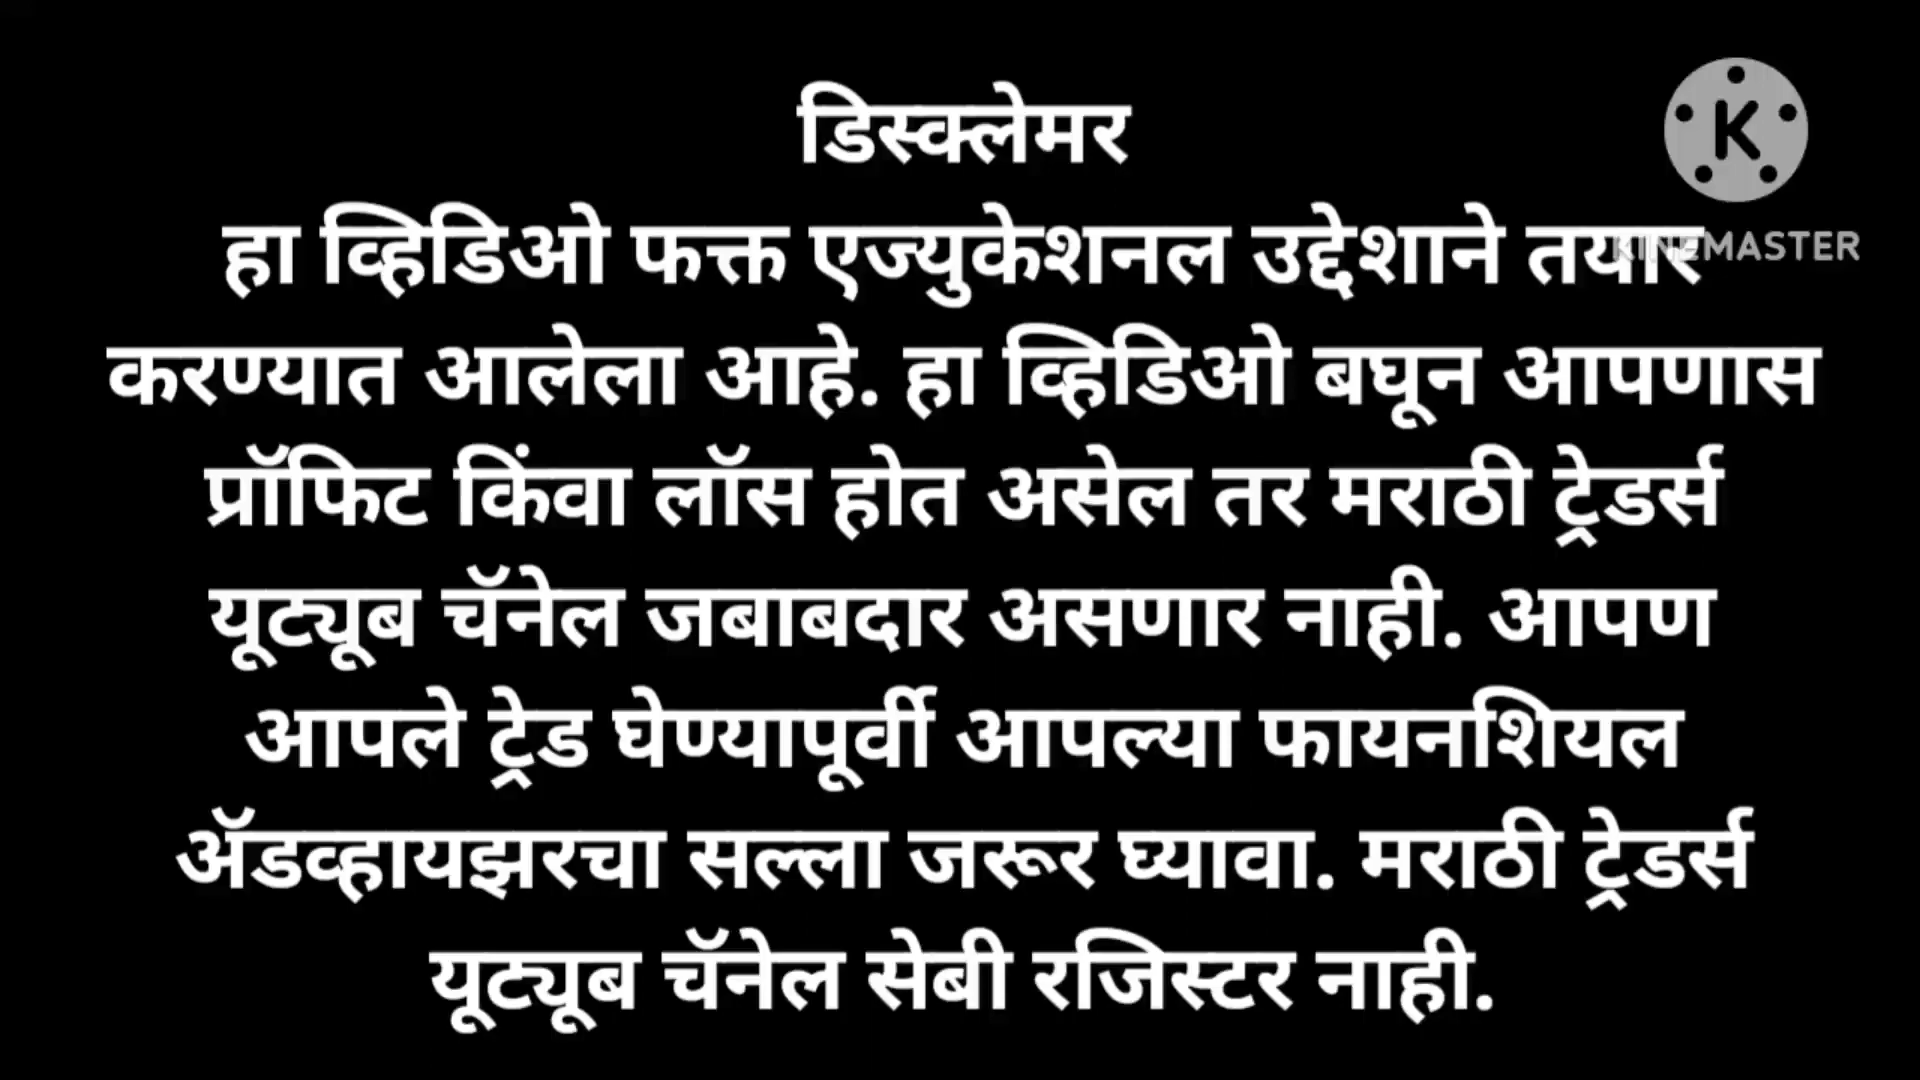 डिस्क्लेमर
हा व्हिडिओ फक्त एज्युकेशनल उद्देशाने तयार
KINEMASTER
करण्यात आलेला आहे. हा व्हिडिओ बघून आपणास
प्रॉफिट किंवा लॉस होत असेल तर मराठी ट्रेडर्स
यूट्यूब चॅनेल जबाबदार असणार नाही. आपण
आपले ट्रेड घेण्यापूर्वी आपल्या फायनशियल
ॲडव्हायझरचा सल्ला जरूर घ्यावा. मराठी ट्रेडर्स
यूट्यूब चॅनेल सेबी रजिस्टर नाही.